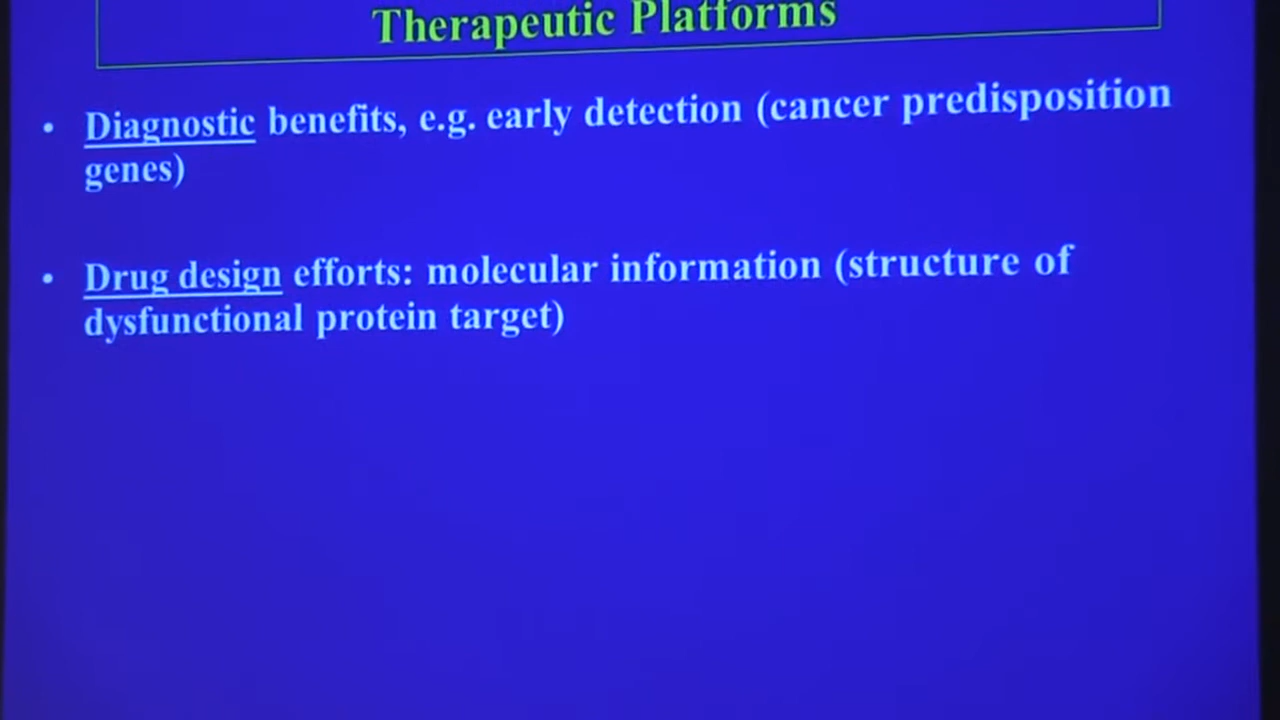 Therapeutic Platforms
• Diagnostic benefits, e.g. early detection (cancer predisposition
genes)
• Drug design efforts: molecular information (structure of
dysfunctional protein target)